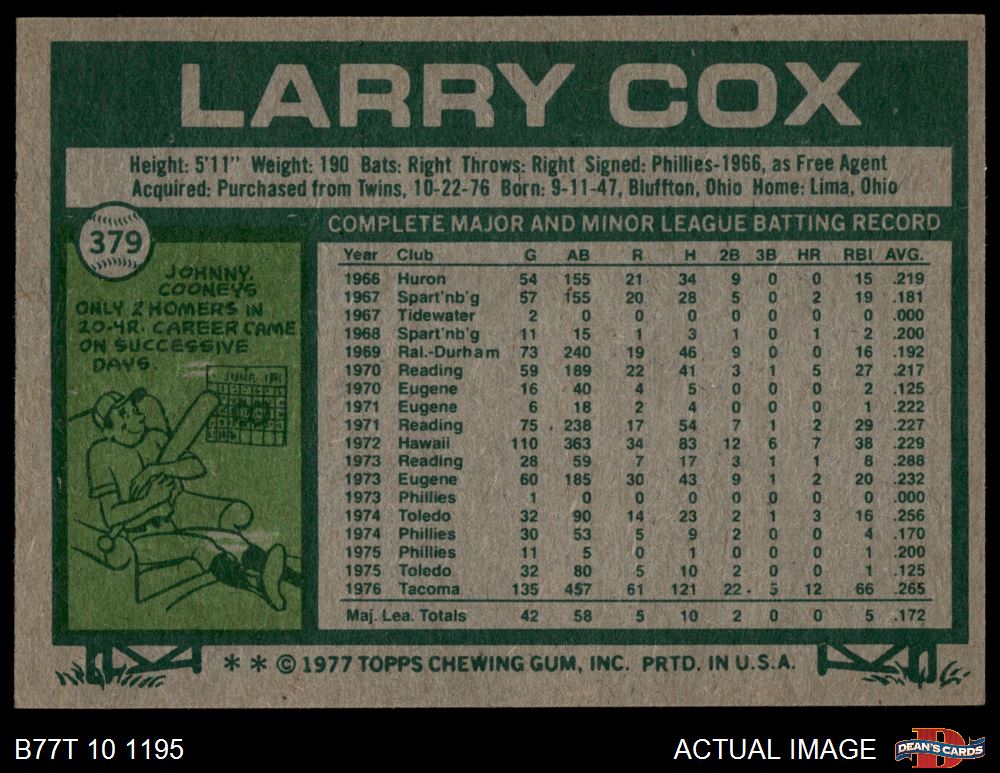 LARRY COX
Height: 5'11" Weight: 190 Bats: Right Throws: Right Signed: Phillies-1966, as Free Agent
Acquired: Purchased from Twins, 10-22-76 Born: 9-11-47, Bluffton, Ohio Home: Lima, Ohio
379
JOHNNY
COONEY'S
ONLY 2 HOMERS IN
20-YR. CAREER CAME
ON SUCCESSIVE
DAYS.
JUNE
COMPLETE MAJOR AND MINOR LEAGUE BATTING RECORD
Year Club G AB R H 2B 3B HR RBI AVG.
1966 Huron 54 155 21 34 9 0 0 15 .219
1967 Spart'nb'g 57 155 20 28 5 0 2 19 .181
1967 Tidewater 2 0 0 0 0 0 0 0 .000
1968 Spart'nb'g 11 15 1 3 1 0 1 2 .200
1969 Ral.-Durham 73 240 19 46 9 0 0 16 .192
1970 Reading 59 189 22 41 3 1 5 27 .217
1970 Eugene 16 40 4 5 0 0 0 2 .125
1971 Eugene 6 18 2 4 0 0 0 1 .222
1971 Reading 75 238 17 54 7 1 2 29 .227
1972 Hawaii 110 363 34 83 12 6 7 38 .229
1973 Reading 28 59 7 17 3 1 1 8 .288
1973 Eugene 60 185 30 43 9 1 2 20 .232
1973 Phillies 1 0 0 0 0 0 0 0 .000
1974 Toledo 32 90 14 23 2 1 3 16 .256
1974 Phillies 30 53 5 9 2 0 0 4 .170
1975 Phillies 11 5 0 1 0 0 0 1 .200
1975 Toledo 32 80 5 10 2 0 0 1 .125
1976 Tacoma 135 457 61 121 22 5 12 66 .265
Maj. Lea. Totals 42 58 5 10 2 0 0 5 .172
* * © 1977 TOPPS CHEWING GUM, INC. PRTD. IN U.S.A.
B77T 10 1195
ACTUAL IMAGE
D
DEAN'S CARDS